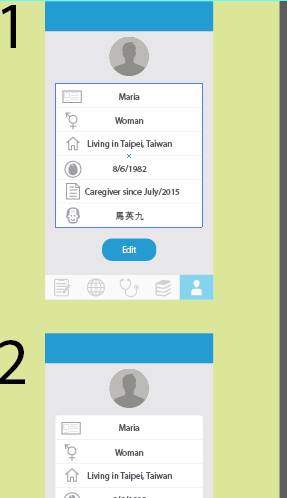 1
Maria
Woman
Living in Taipei, Taiwan
8/6/1982
Caregiver since July/2015
馬英九
Edit
2
Maria
Woman
Living in Taipei, Taiwan